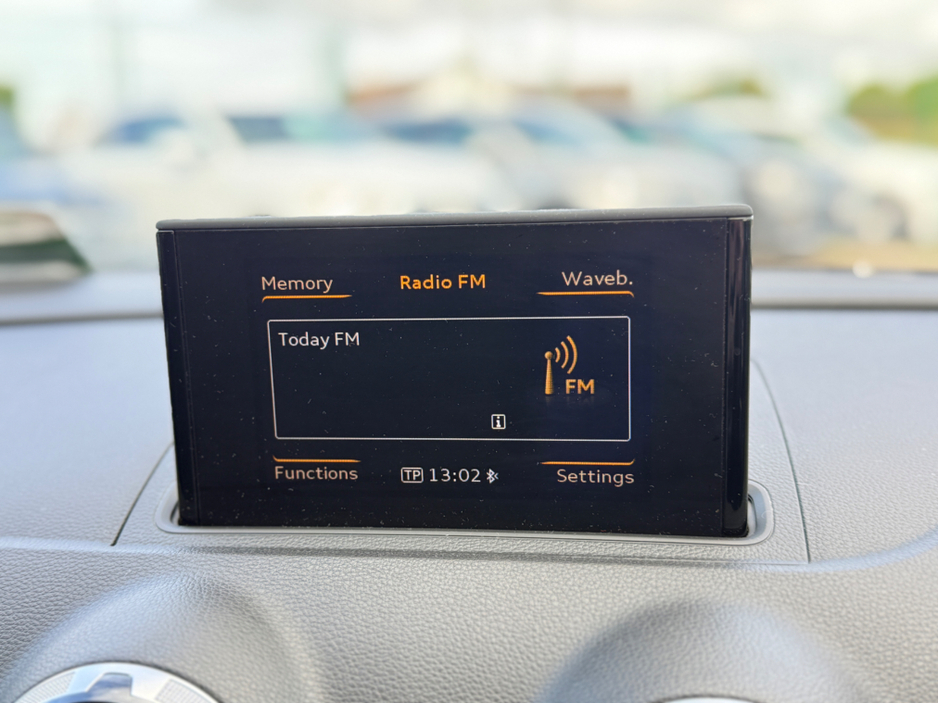 Memory
Radio FM
Waveb.
Today FM
FM
i
Functions
TP 13:02
Settings